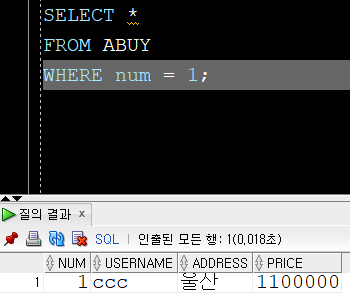 SELECT *
FROM ABUY
WHERE num = 1;
질의 결과 x
SQL | 인출된 모든 행: 1(0,018초)
NUM USERNAME ADDRESS PRICE
1 1 ccc 울산 1100000